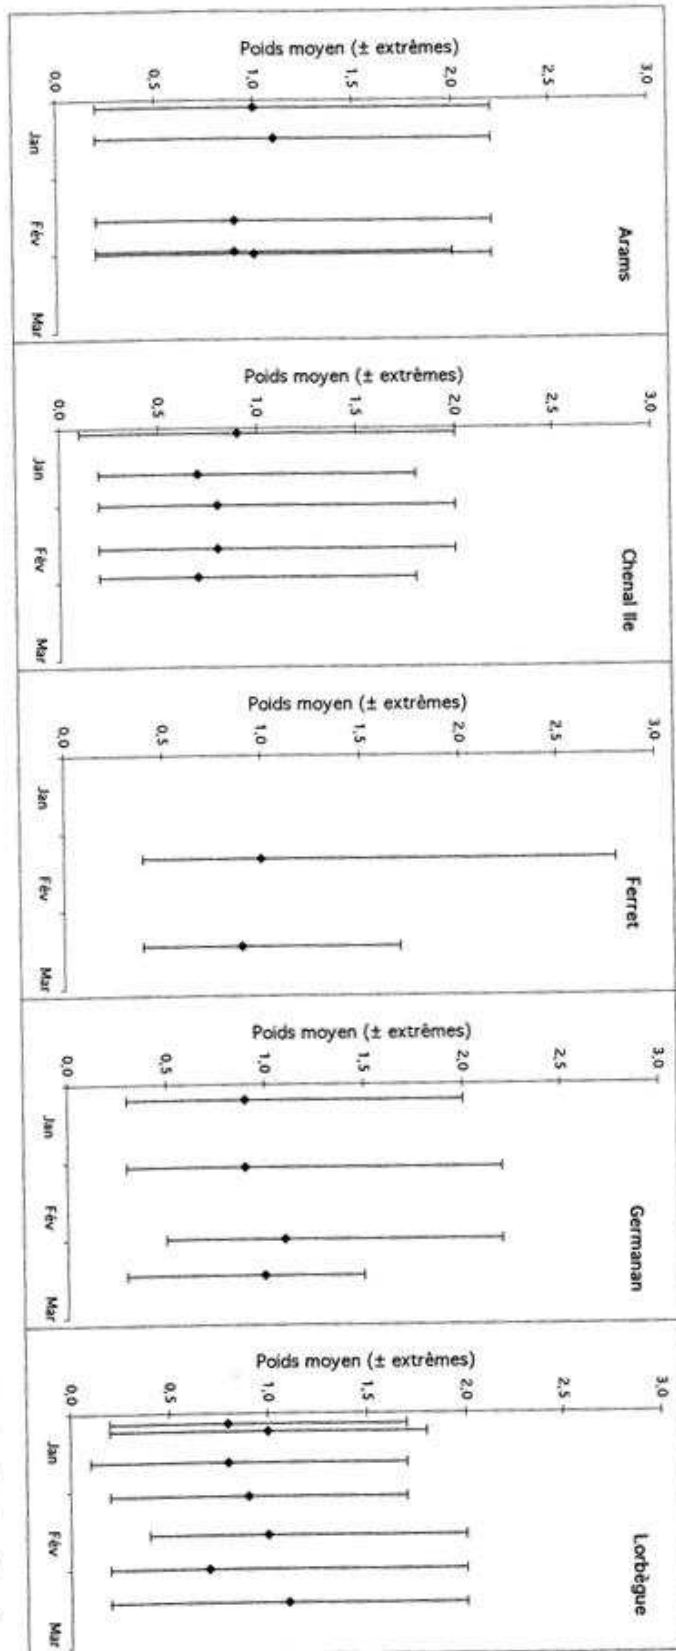 Arams
Poids moyen (± extrêmes)
0,0
0,5
1,0
1,5
2,0
2,5
3,0
Jan
Fév
Mar
Chenal Ile
Poids moyen (± extrêmes)
0,0
0,5
1,0
1,5
2,0
2,5
3,0
Jan
Fév
Mar
Ferret
Poids moyen (± extrêmes)
0,0
0,5
1,0
1,5
2,0
2,5
3,0
Jan
Fév
Mar
Germanan
Poids moyen (± extrêmes)
0,0
0,5
1,0
1,5
2,0
2,5
3,0
Jan
Fév
Mar
Lorbègue
Poids moyen (± extrêmes)
0,0
0,5
1,0
1,5
2,0
2,5
3,0
Jan
Fév
Mar